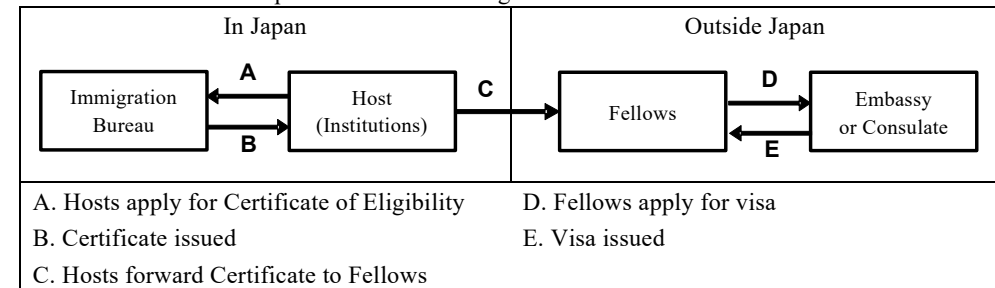 In Japan
Outside Japan
Immigration
Bureau
A
B
Host
(Institutions)
C
Fellows
D
E
Embassy
or Consulate
A. Hosts apply for Certificate of Eligibility
B. Certificate issued
C. Hosts forward Certificate to Fellows
D. Fellows apply for visa
E. Visa issued